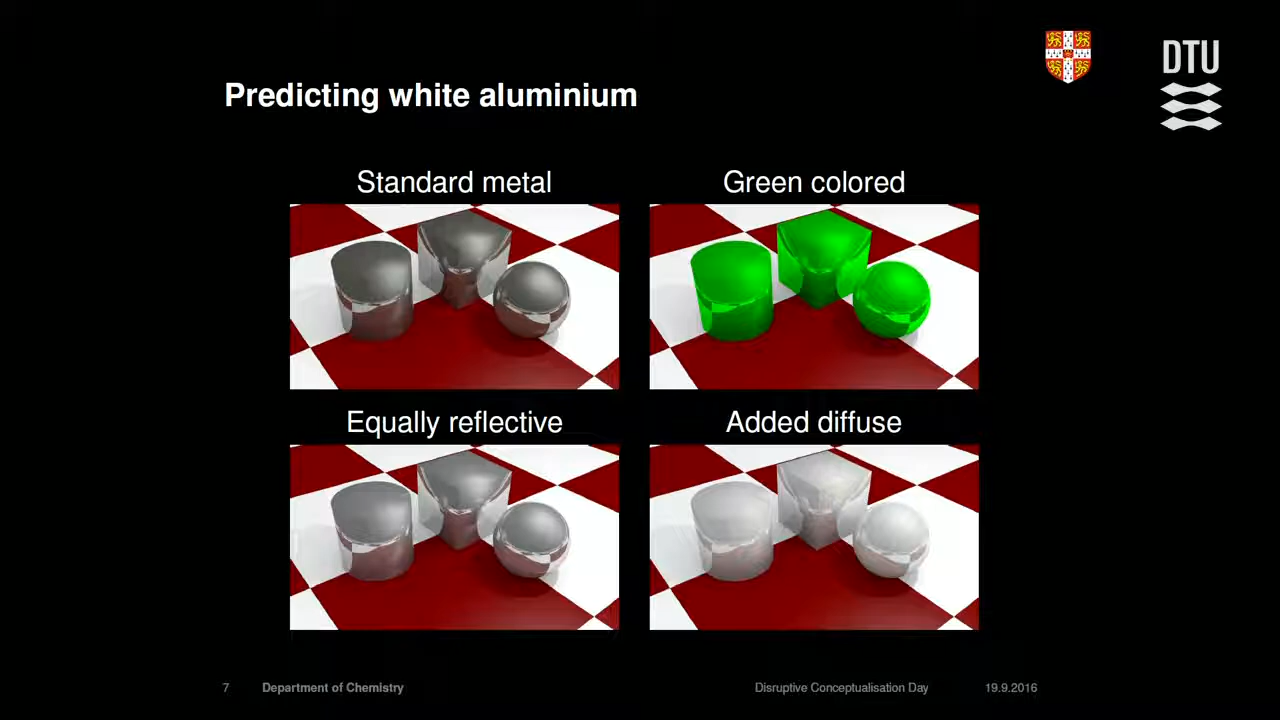 DTU
Predicting white aluminium
Standard metal
Green colored
Equally reflective
Added diffuse
7
Department of Chemistry
Disruptive Conceptualisation Day
19.9.2016